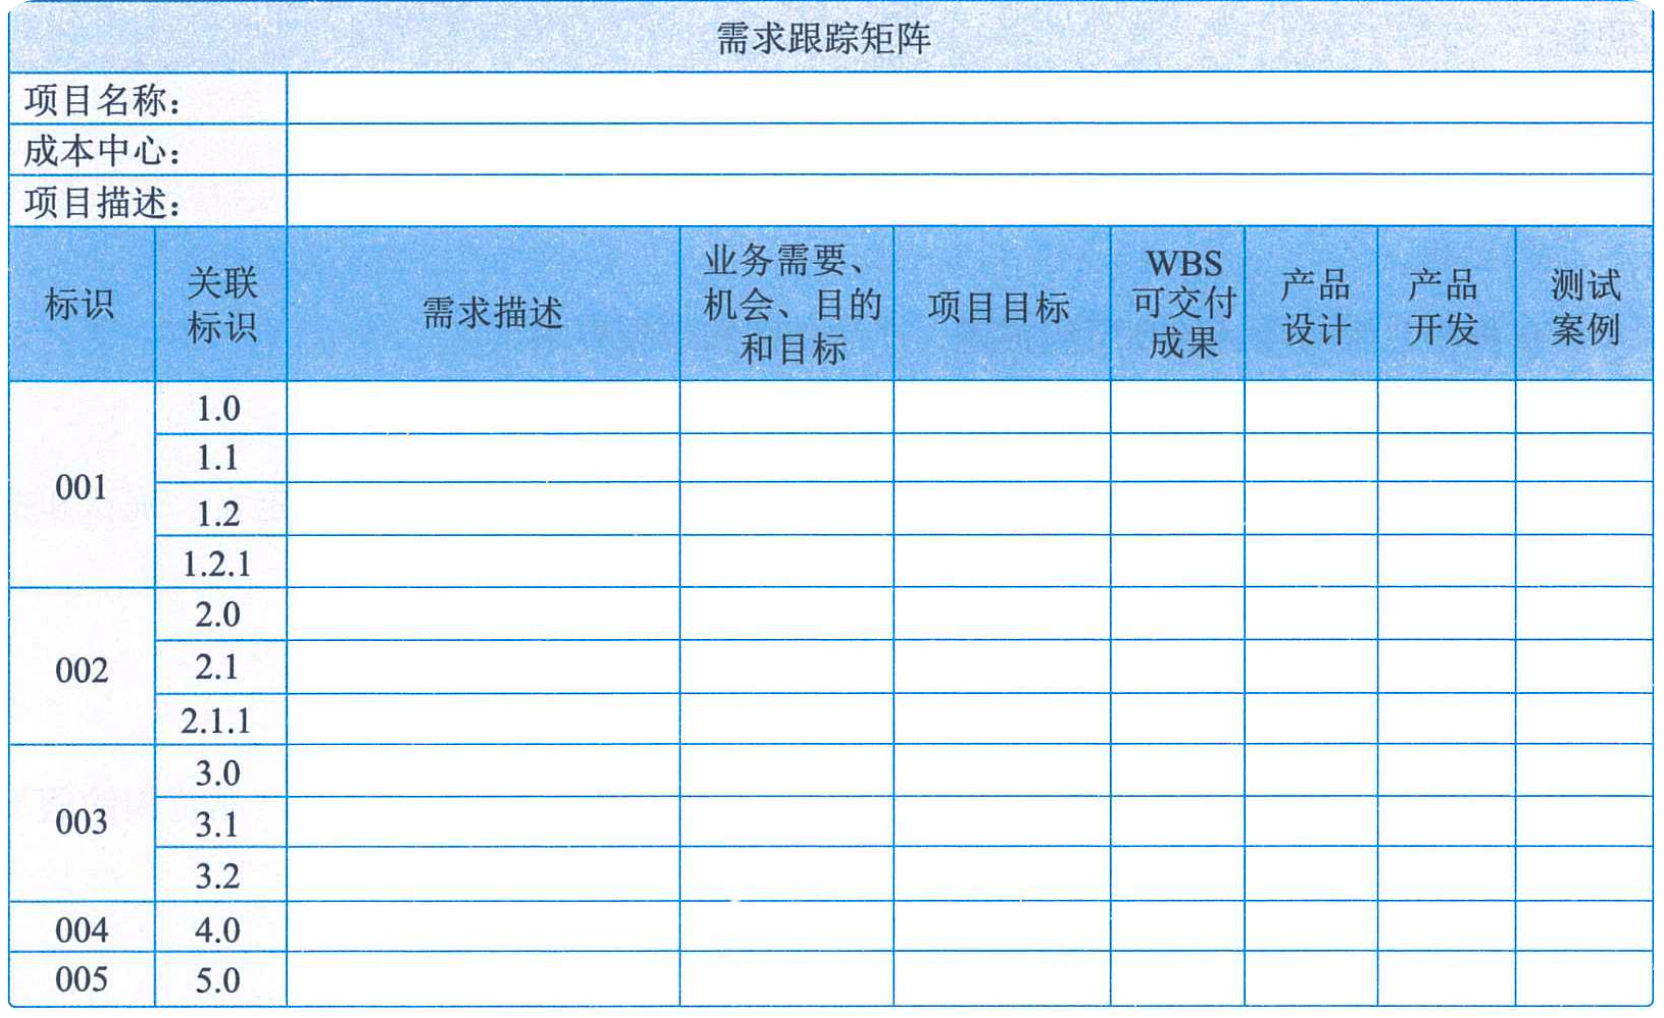 需求跟踪矩阵
项目名称：
成本中心：
项目描述：
标识
关联
标识
需求描述
业务需要、
机会、目的
和目标
项目目标
WBS
可交付
成果
产品
设计
产品
开发
测试
案例
001
1.0
1.1
1.2
1.2.1
002
2.0
2.1
2.1.1
003
3.0
3.1
3.2
004
4.0
005
5.0